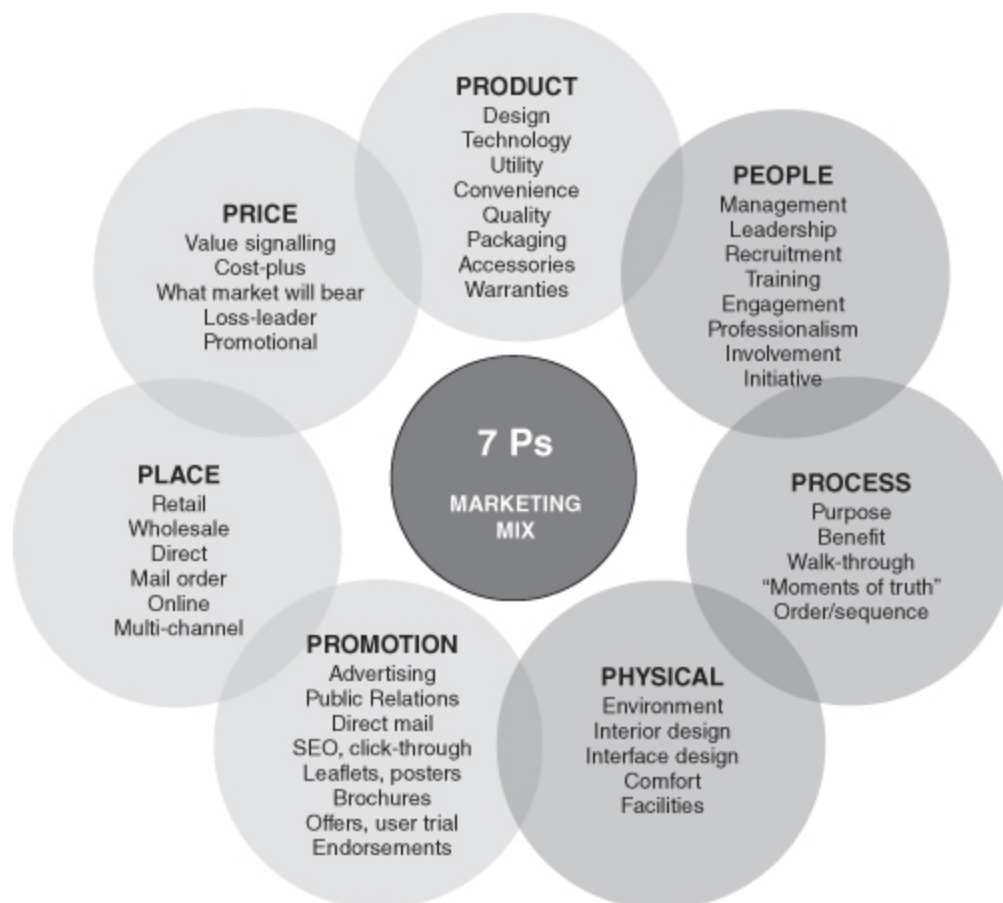 PRODUCT
Design
Technology
Utility
Convenience
Quality
Packaging
Accessories
Warranties
PEOPLE
Management
Leadership
Recruitment
Training
Engagement
Professionalism
Involvement
Initiative
PROCESS
Purpose
Benefit
Walk-through
“Moments of truth”
Order/sequence
PHYSICAL
Environment
Interior design
Interface design
Comfort
Facilities
PROMOTION
Advertising
Public Relations
Direct mail
SEO, click-through
Leaflets, posters
Brochures
Offers, user trial
Endorsements
PLACE
Retail
Wholesale
Direct
Mail order
Online
Multi-channel
PRICE
Value signalling
Cost-plus
What market will bear
Loss-leader
Promotional
7 Ps
MARKETING
MIX